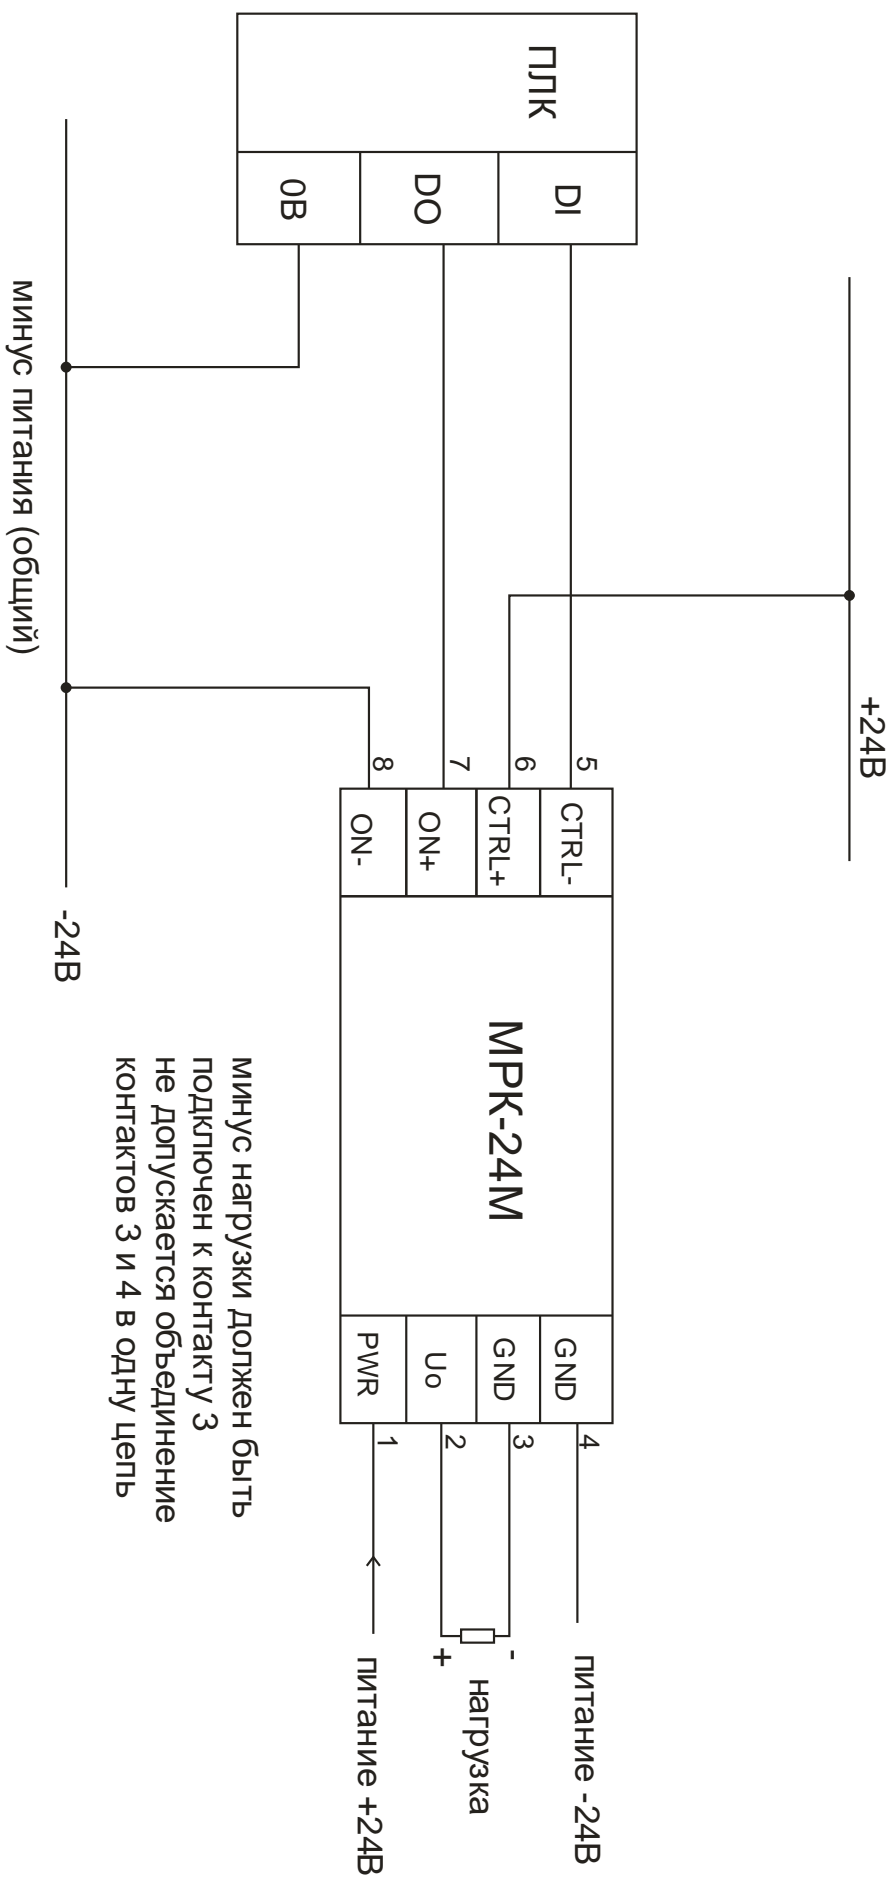 +24В
ПЛК
DI
DO
0В
5
6
7
8
CTRL-
CTRL+
ON+
ON-
МРК-24М
GND
GND
Uo
PWR
4
3
2
1
питание -24В
-
+
нагрузка
питание +24В
минус нагрузки должен быть
подключен к контакту 3
не допускается объединение
контактов 3 и 4 в одну цепь
-24В
минус питания (общий)